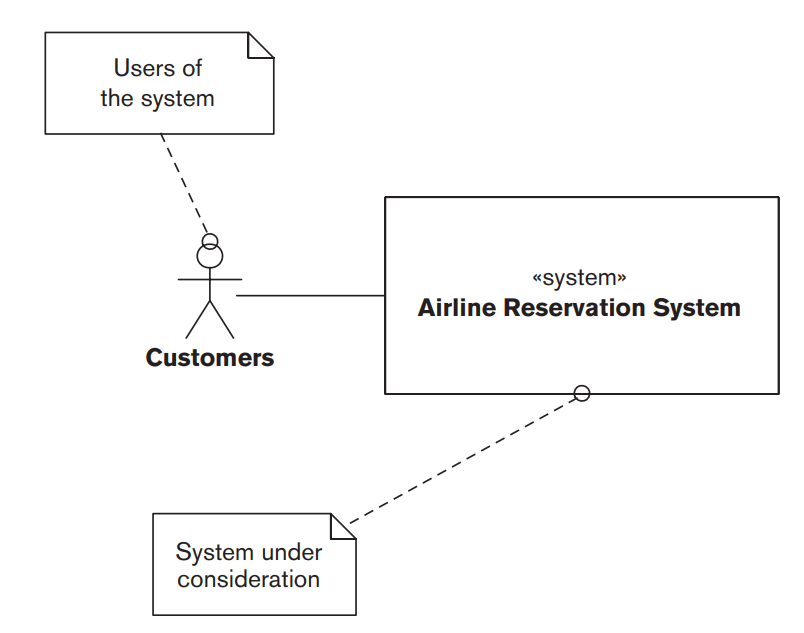 Users of
the system
«system»
Airline Reservation System
Customers
System under
consideration